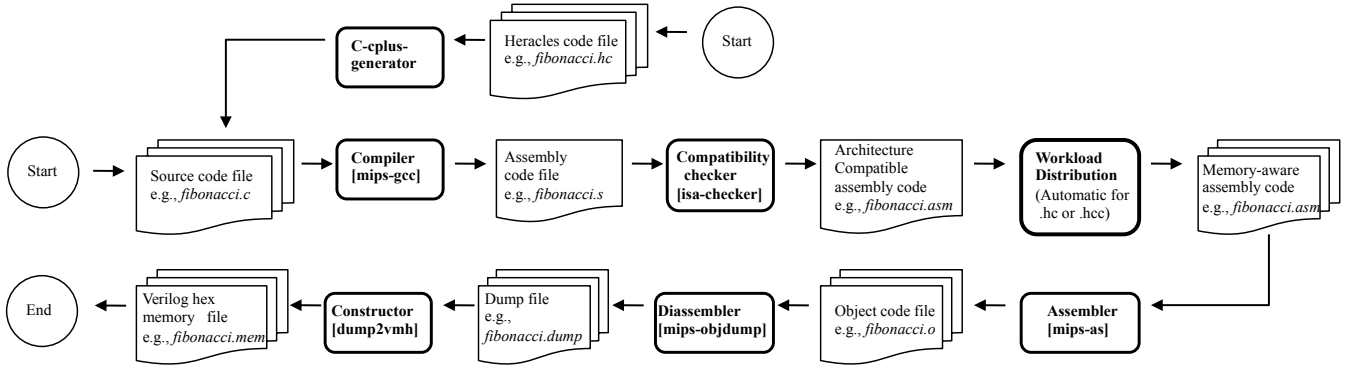 C-cplus-
generator
Heracles code file
e.g., fibonacci.hc
Start
Start
Source code file
e.g., fibonacci.c
Compiler
[mips-gcc]
Assembly
code file
e.g., fibonacci.s
Compatibility
checker
[isa-checker]
Architecture
Compatible
assembly code
e.g., fibonacci.asm
Workload
Distribution
(Automatic for
.hc or .hcc)
Memory-aware
assembly code
e.g., fibonacci.asm
End
Verilog hex
memory file
e.g., fibonacci.mem
Constructor
[dump2vmh]
Dump file
e.g.,
fibonacci.dump
Diassembler
[mips-objdump]
Object code file
e.g., fibonacci.o
Assembler
[mips-as]